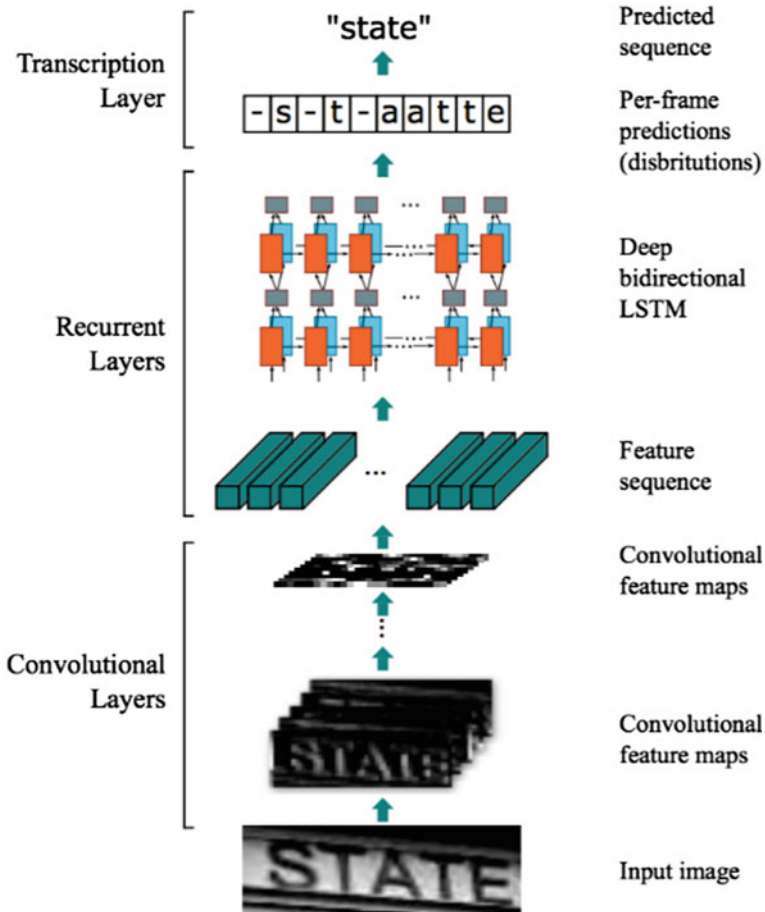 "state"
Predicted
sequence
Transcription
Layer
-s-t-aatte
Per-frame
predictions
(disbritutions)
...
...
Deep
bidirectional
LSTM
Recurrent
Layers
...
...
...
Feature
sequence
Convolutional
feature maps
Convolutional
Layers
STATE
Convolutional
feature maps
STATE
Input image